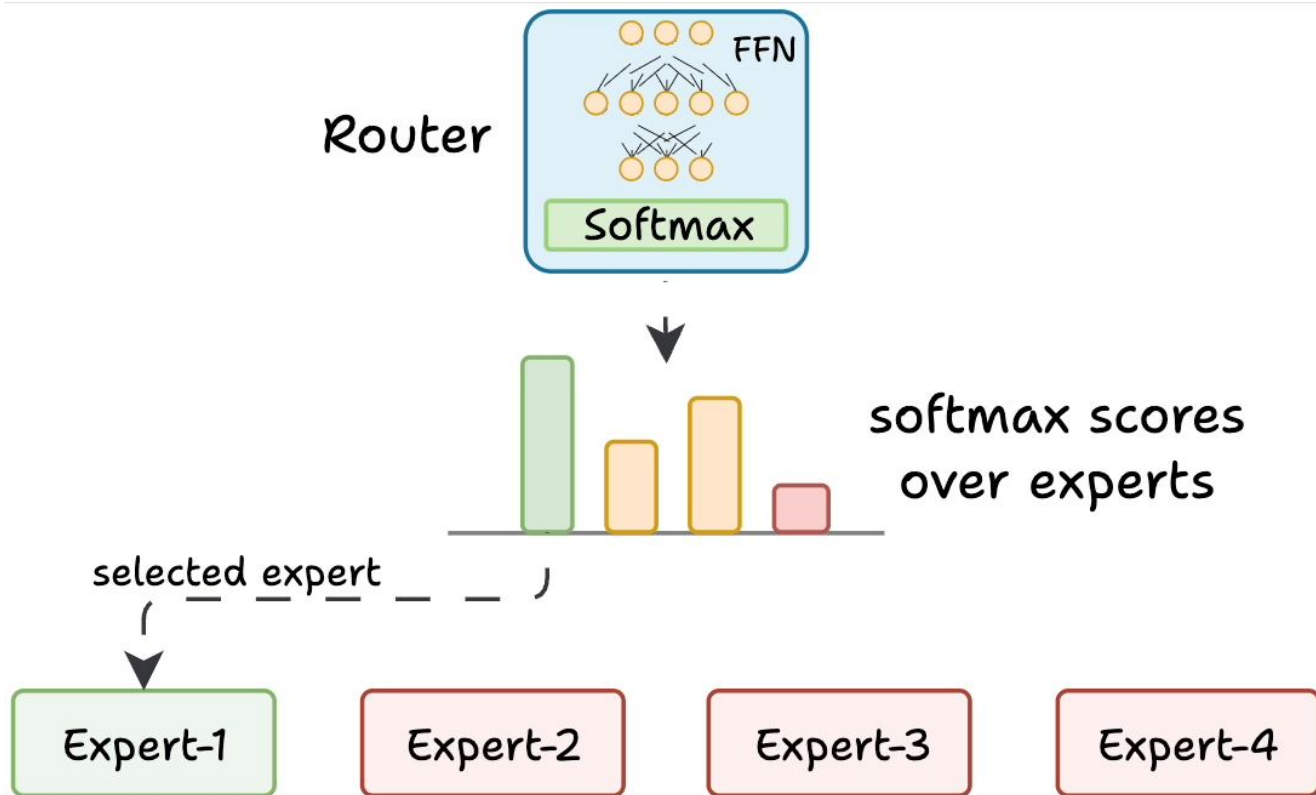 FFN
Router
Softmax
softmax scores
over experts
selected expert
Expert-1
Expert-2
Expert-3
Expert-4